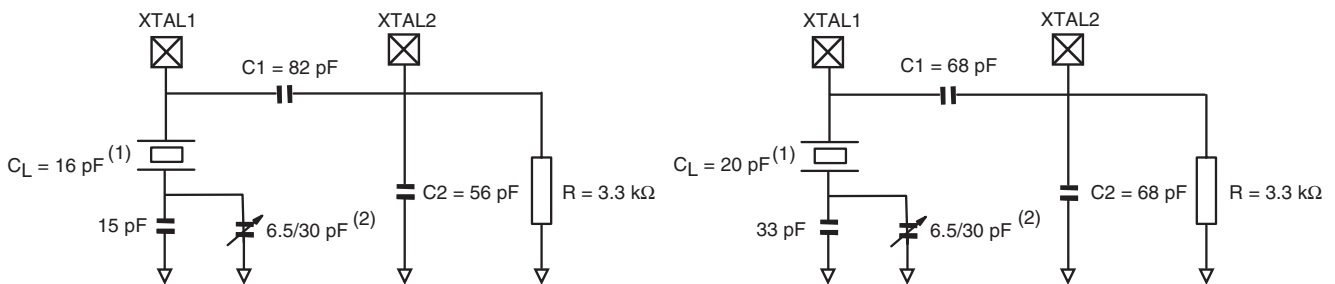 XTAL1
XTAL2
C1 = 82 pF
CL = 16 pF (1)
C2 = 56 pF
R = 3.3 kΩ
15 pF
6.5/30 pF (2)
XTAL1
XTAL2
C1 = 68 pF
CL = 20 pF (1)
C2 = 68 pF
R = 3.3 kΩ
33 pF
6.5/30 pF (2)